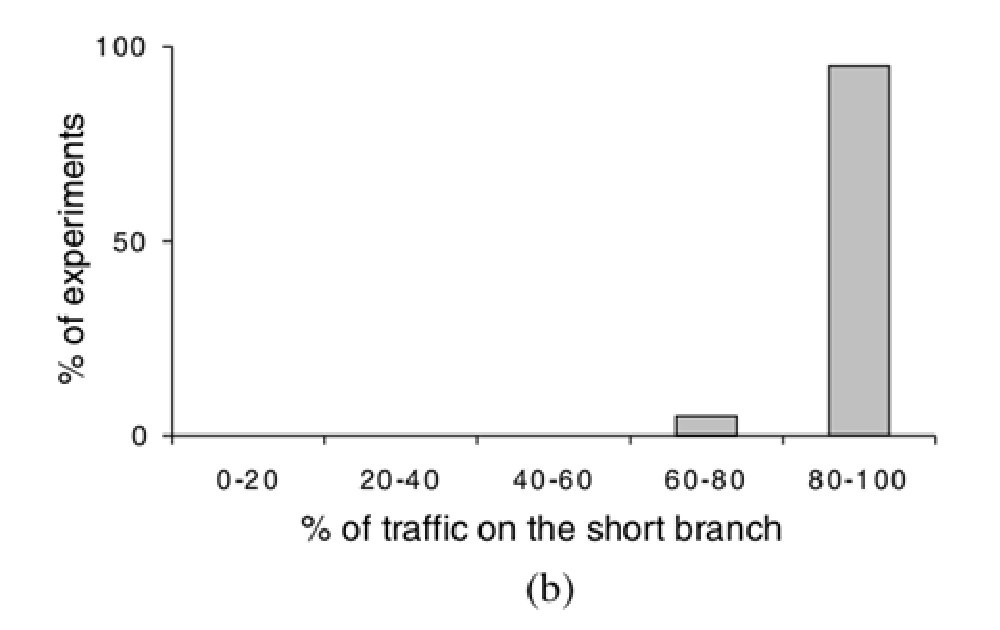 100
50
0
% of experiments
0-20 20-40 40-60 60-80 80-100
% of traffic on the short branch
(b)